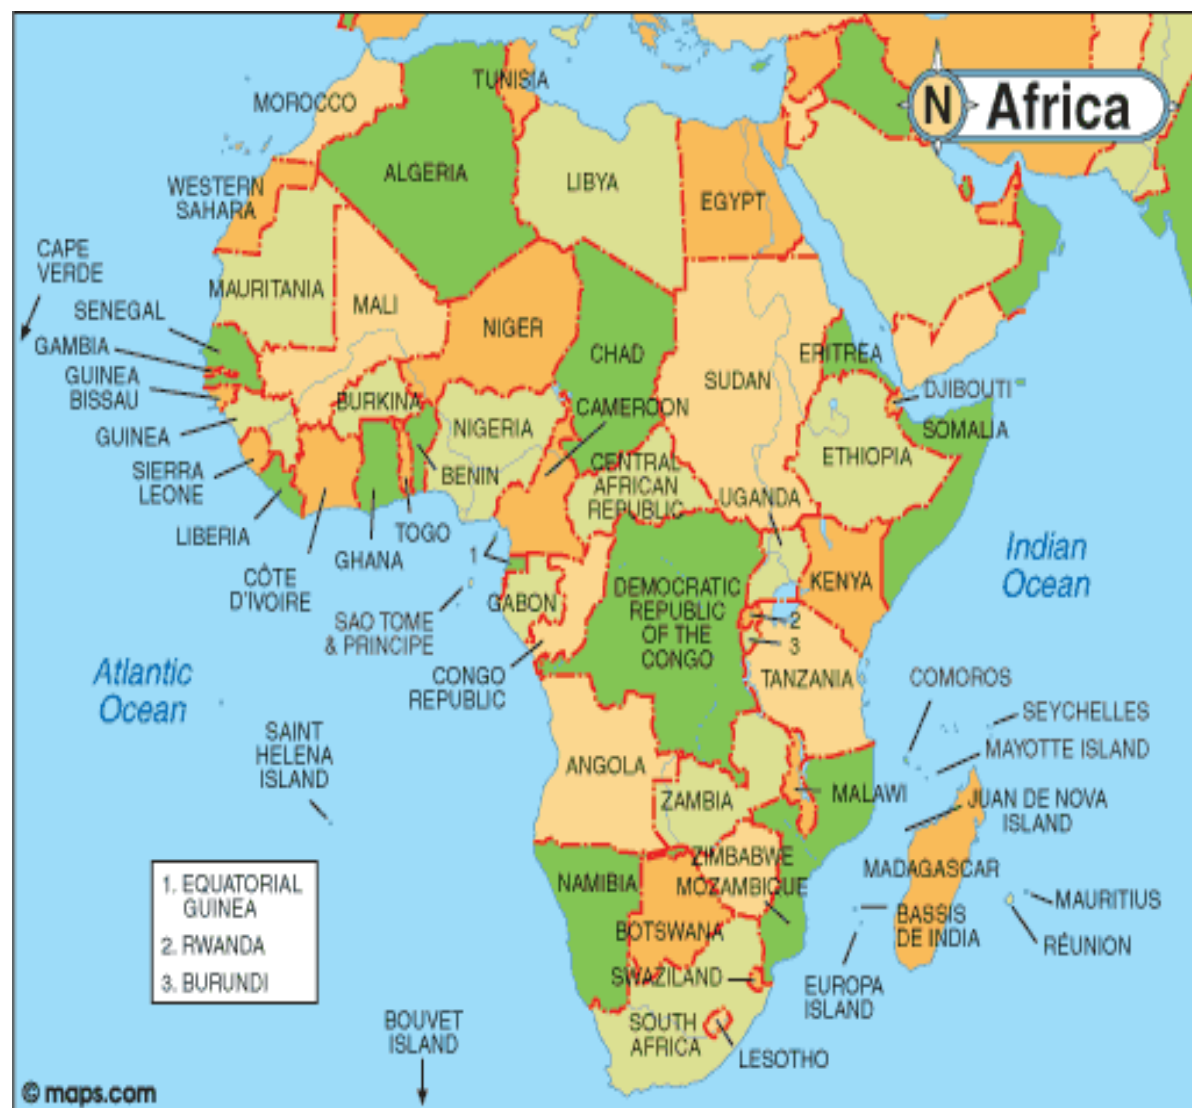 N Africa
TUNISIA
MOROCCO
ALGERIA
LIBYA
EGYPT
WESTERN
SAHARA
CAPE
VERDE
MAURITANIA
MALI
NIGER
CHAD
SUDAN
ERITREA
SENEGAL
GAMBIA
GUINEA
BISSAU
GUINEA
SIERRA
LEONE
LIBERIA
CÔTE
D'IVOIRE
BURKINA
GHANA
TOGO
BENIN
NIGERIA
CAMEROON
CENTRAL
AFRICAN
REPUBLIC
DJIBOUTI
SOMALIA
ETHIOPIA
UGANDA
KENYA
Indian
Ocean
1
GABON
SAO TOME
& PRINCIPE
CONGO
REPUBLIC
DEMOCRATIC
REPUBLIC
OF THE
CONGO
2
3
TANZANIA
Atlantic
Ocean
SAINT
HELENA
ISLAND
COMOROS
SEYCHELLES
MAYOTTE ISLAND
ANGOLA
ZAMBIA
MALAWI
JUAN DE NOVA
ISLAND
ZIMBABWE
MOZAMBIQUE
MADAGASCAR
NAMIBIA
BOTSWANA
MAURITIUS
BASSIS
DE INDIA
RÉUNION
SWAZILAND
EUROPA
ISLAND
SOUTH
AFRICA
LESOTHO
1. EQUATORIAL
GUINEA
2. RWANDA
3. BURUNDI
BOUVET
ISLAND
© maps.com